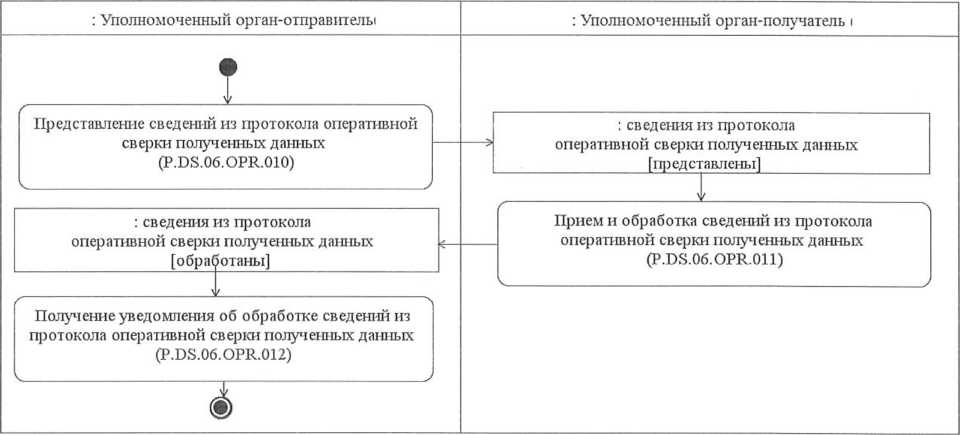 : Уполномоченный орган-отправитель
: Уполномоченный орган-получатель
Представление сведений из протокола оперативной
сверки полученных данных
(P.DS.06.OPR.010)
: сведения из протокола
оперативной сверки полученных данных
[представлены]
: сведения из протокола
оперативной сверки полученных данных
[обработаны]
Прием и обработка сведений из протокола
оперативной сверки полученных данных
(P.DS.06.OPR.011)
Получение уведомления об обработке сведений из
протокола оперативной сверки полученных данных
(P.DS.06.OPR.012)